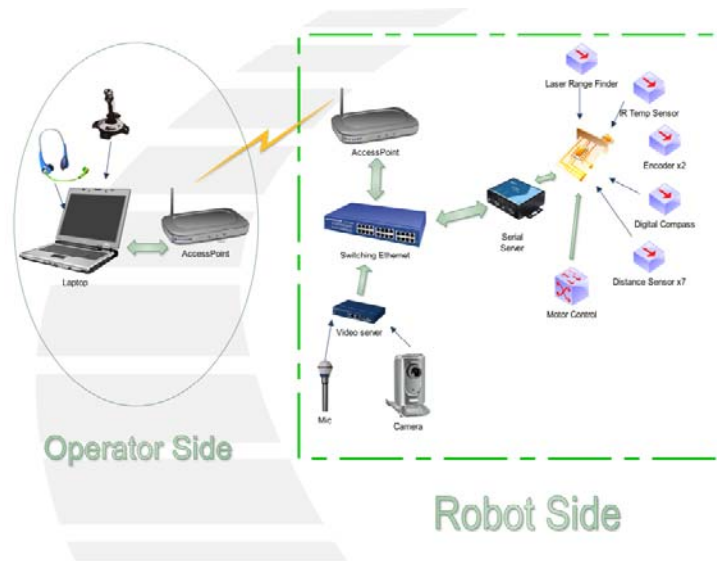 Laser Range Finder
IR Temp Sensor
AccessPoint
Encoder x2
Digital Compass
Serial
Server
Switching Ethernet
AccessPoint
Laptop
Distance Sensor x7
Motor Control
Video server
Mic
Camera
Operator Side
Robot Side